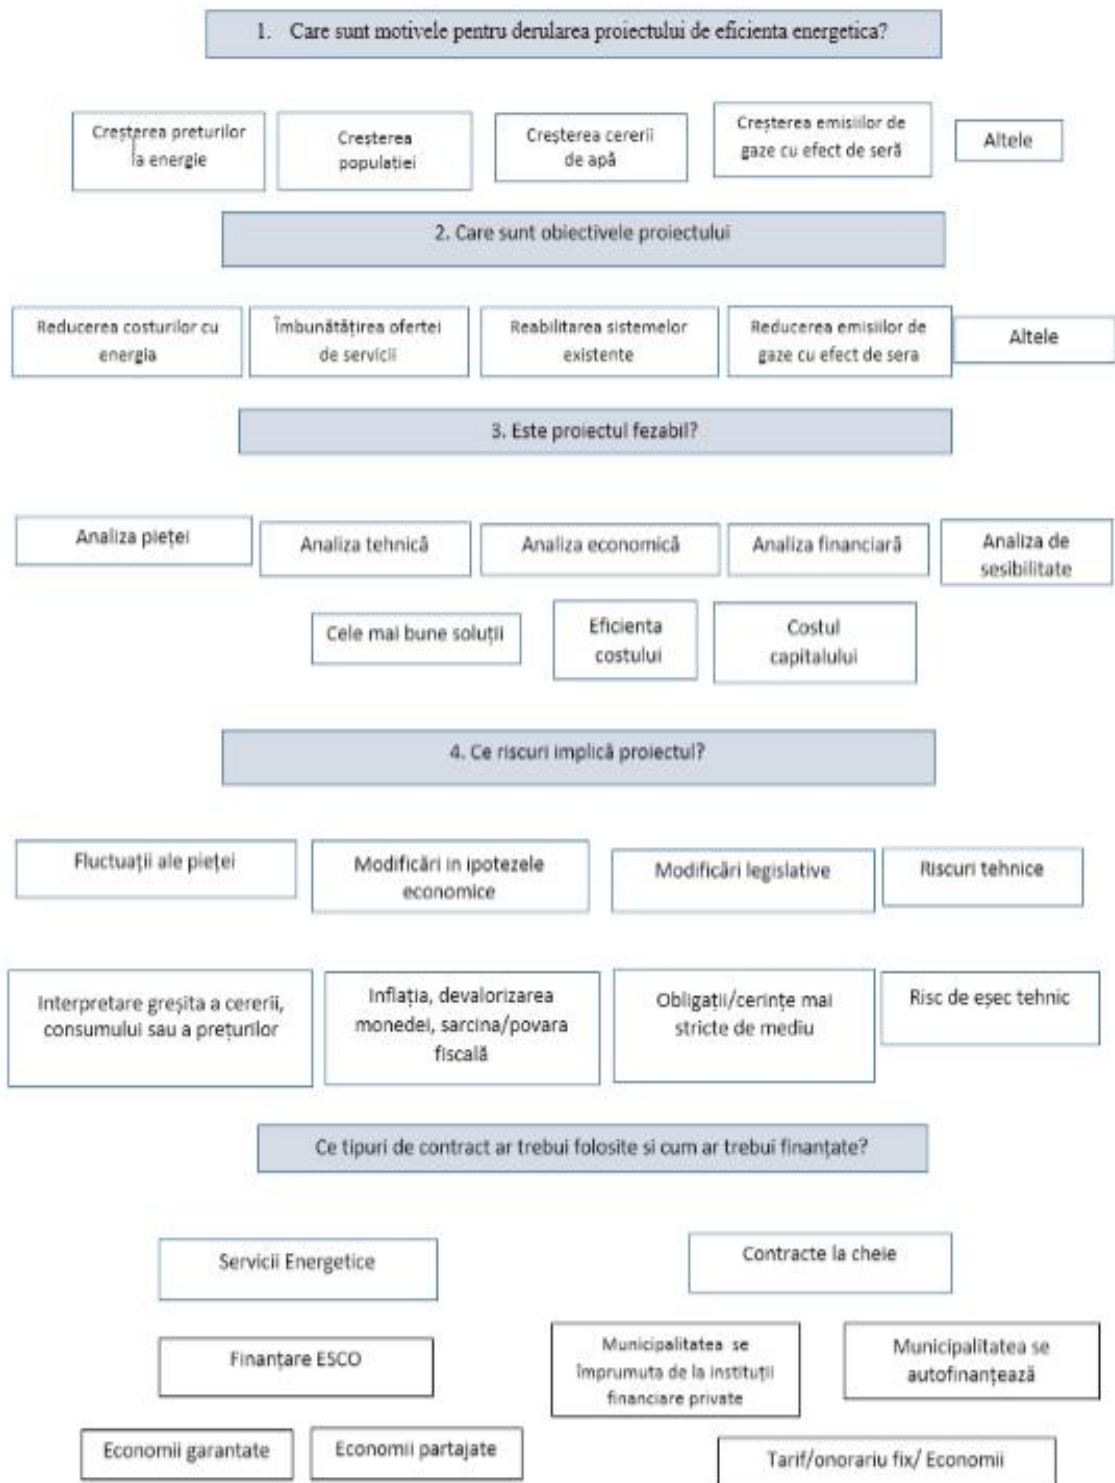 1. Care sunt motivele pentru derularea proiectului de eficienta energetica?
Creșterea preturilor
la energie
Creșterea
populației
Creșterea cererii
de apă
Creșterea emisiilor de
gaze cu efect de seră
Altele
2. Care sunt obiectivele proiectului
Reducerea costurilor cu
energia
Îmbunătățirea ofertei
de servicii
Reabilitarea sistemelor
existente
Reducerea emisiilor de
gaze cu efect de sera
Altele
3. Este proiectul fezabil?
Analiza pieței
Analiza tehnică
Analiza economică
Analiza financiară
Analiza de
sesibilitate
Cele mai bune soluții
Eficienta
costului
Costul
capitalului
4. Ce riscuri implică proiectul?
Fluctuații ale pieței
Modificări in ipotezele
economice
Modificări legislative
Riscuri tehnice
Interpretare greșita a cererii,
consumului sau a prețurilor
Inflația, devalorizarea
monedei, sarcina/povara
fiscală
Obligații/cerințe mai
stricte de mediu
Risc de eșec tehnic
Ce tipuri de contract ar trebui folosite si cum ar trebui finanțate?
Servicii Energetice
Contracte la cheie
Finanțare ESCO
Municipalitatea se
împrumuta de la instituții
financiare private
Municipalitatea se
autofinanțează
Economii garantate
Economii partajate
Tarif/onorariu fix/ Economii